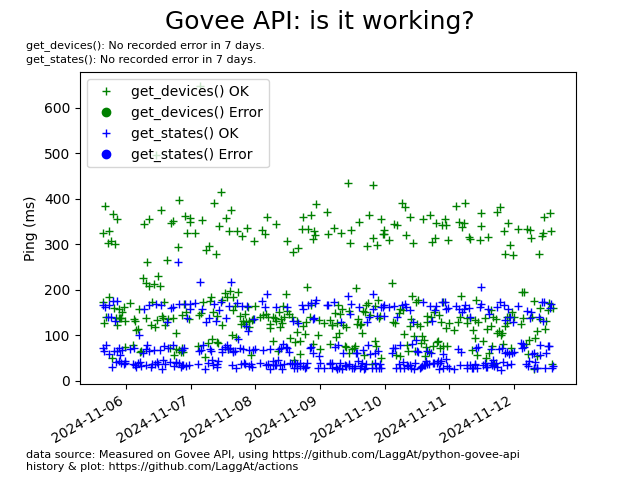 Govee API: is it working?
get_devices(): No recorded error in 7 days.
get_states(): No recorded error in 7 days.
get_devices() OK
get_devices() Error
get_states() OK
get_states() Error
Ping (ms)
600
500
400
300
200
100
0
2024-11-06
2024-11-07
2024-11-08
2024-11-09
2024-11-10
2024-11-11
2024-11-12
data source: Measured on Govee API, using https://github.com/LaggAt/python-govee-api
history & plot: https://github.com/LaggAt/actions